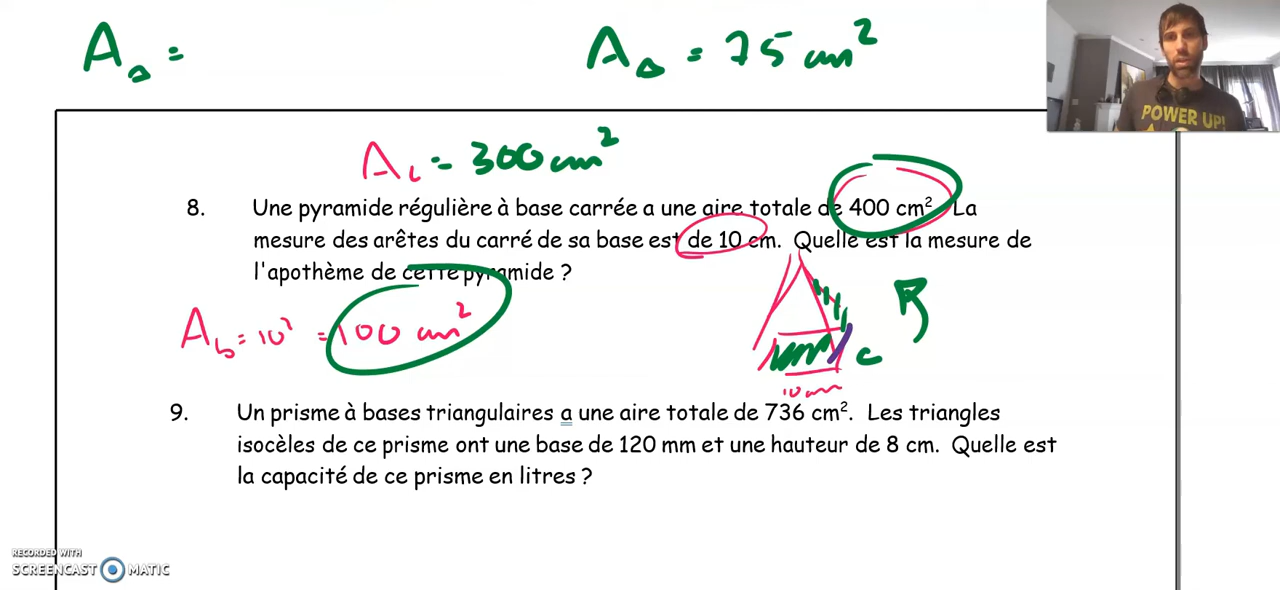 A△ =
A△ = 75 cm²
POWER UP!
A_L = 300 cm²
8. Une pyramide régulière à base carrée a une aire totale de 400 cm². La
mesure des arêtes du carré de sa base est de 10 cm. Quelle est la mesure de
l'apothème de cette pyramide ?
A_b = 10² = 100 cm²
c
10 cm
9. Un prisme à bases triangulaires a une aire totale de 736 cm². Les triangles
isocèles de ce prisme ont une base de 120 mm et une hauteur de 8 cm. Quelle est
la capacité de ce prisme en litres ?
RECORDED WITH
SCREENCAST MATIC